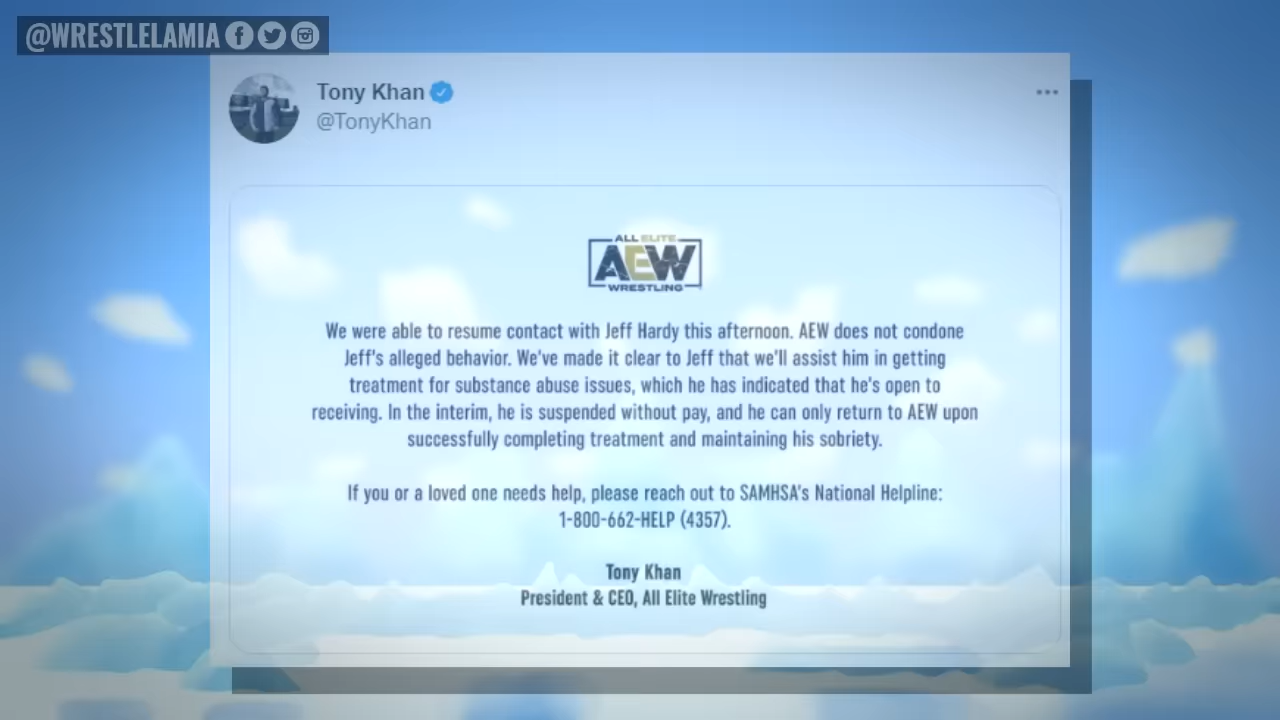 @WRESTLELAMIA
Tony Khan
@TonyKhan
ALL ELITE
AEW
WRESTLING
We were able to resume contact with Jeff Hardy this afternoon. AEW does not condone
Jeff's alleged behavior. We've made it clear to Jeff that we'll assist him in getting
treatment for substance abuse issues, which he has indicated that he's open to
receiving. In the interim, he is suspended without pay, and he can only return to AEW upon
successfully completing treatment and maintaining his sobriety.
If you or a loved one needs help, please reach out to SAMHSA's National Helpline:
1-800-662-HELP (4357).
Tony Khan
President & CEO, All Elite Wrestling